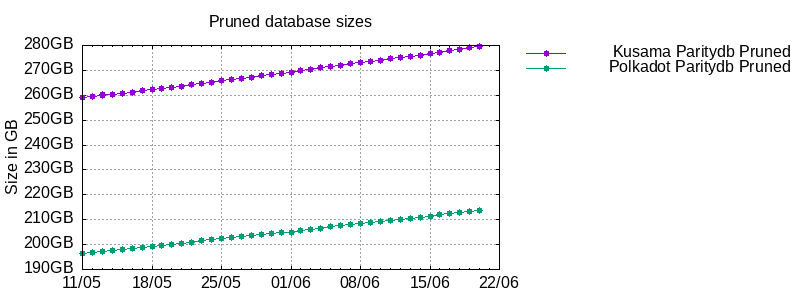 Pruned database sizes
280GB
270GB
260GB
250GB
240GB
230GB
220GB
210GB
200GB
190GB
Size in GB
11/05 18/05 25/05 01/06 08/06 15/06 22/06
Kusama Paritydb Pruned
Polkadot Paritydb Pruned